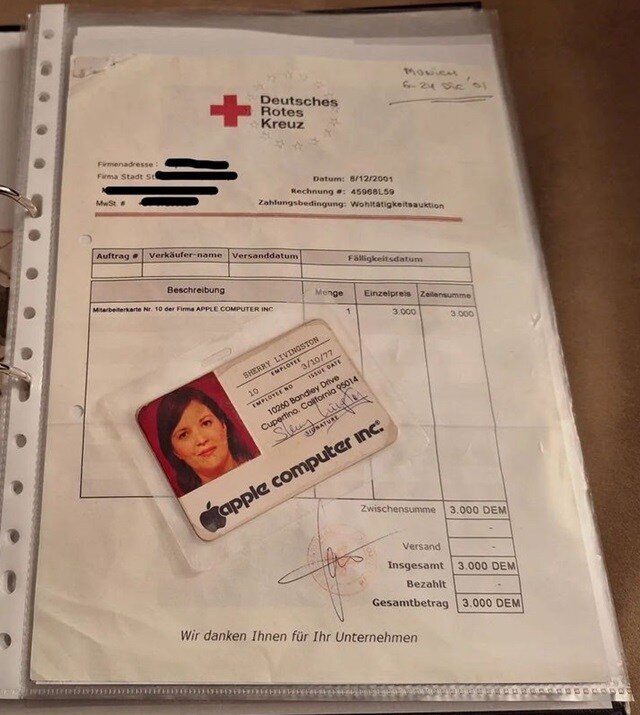 MUNICH
6-24 Dec '01
Deutsches
Rotes
Kreuz
Firmenadresse :
Firma Stadt St
MwSt. #
Datum: 8/12/2001
Rechnung #: 45968L59
Zahlungsbedingung: Wohltätigkeitsauktion
Auftrag # Verkäufer-name Versanddatum Fälligkeitsdatum
Beschreibung Menge Einzelpreis Zeilensumme
Mitarbeiterkarte Nr. 10 der Firma APPLE COMPUTER INC 1 3.000 3.000
SHERRY LIVINGSTON
EMPLOYEE
10 3/10/77
EMPLOYEE NO ISSUE DATE
10260 Bandley Drive
Cupertino, California 95014
SIGNATURE
apple computer inc.
Zwischensumme 3.000 DEM
-
Versand -
Insgesamt 3.000 DEM
Bezahlt -
Gesamtbetrag 3.000 DEM
Wir danken Ihnen für Ihr Unternehmen